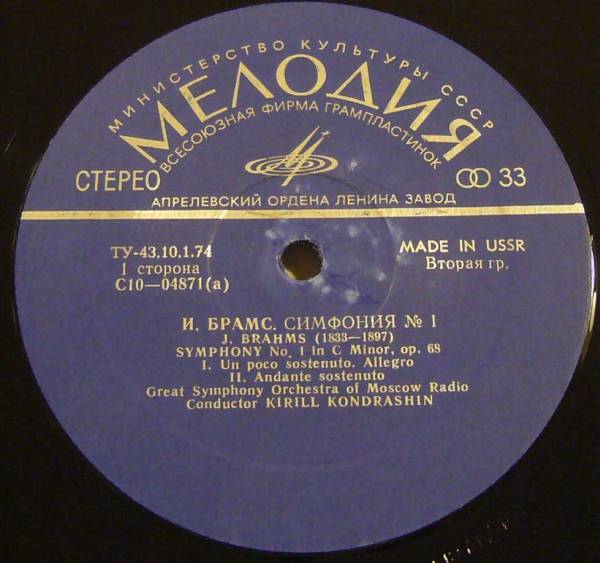 МИНИСТЕРСТВО КУЛЬТУРЫ СССР
МЕЛОДИЯ
ВСЕСОЮЗНАЯ ФИРМА ГРАМПЛАСТИНОК
СТЕРЕО
33
АПРЕЛЕВСКИЙ ОРДЕНА ЛЕНИНА ЗАВОД
ТУ-43.10.1.74
I сторона
С10—04871(а)
MADE IN USSR
Вторая гр.
И. БРАМС. СИМФОНИЯ № 1
J. BRAHMS (1833—1897)
SYMPHONY No. 1 in C Minor, op. 68
I. Un poco sostenuto. Allegro
II. Andante sostenuto
Great Symphony Orchestra of Moscow Radio
Conductor KIRILL KONDRASHIN